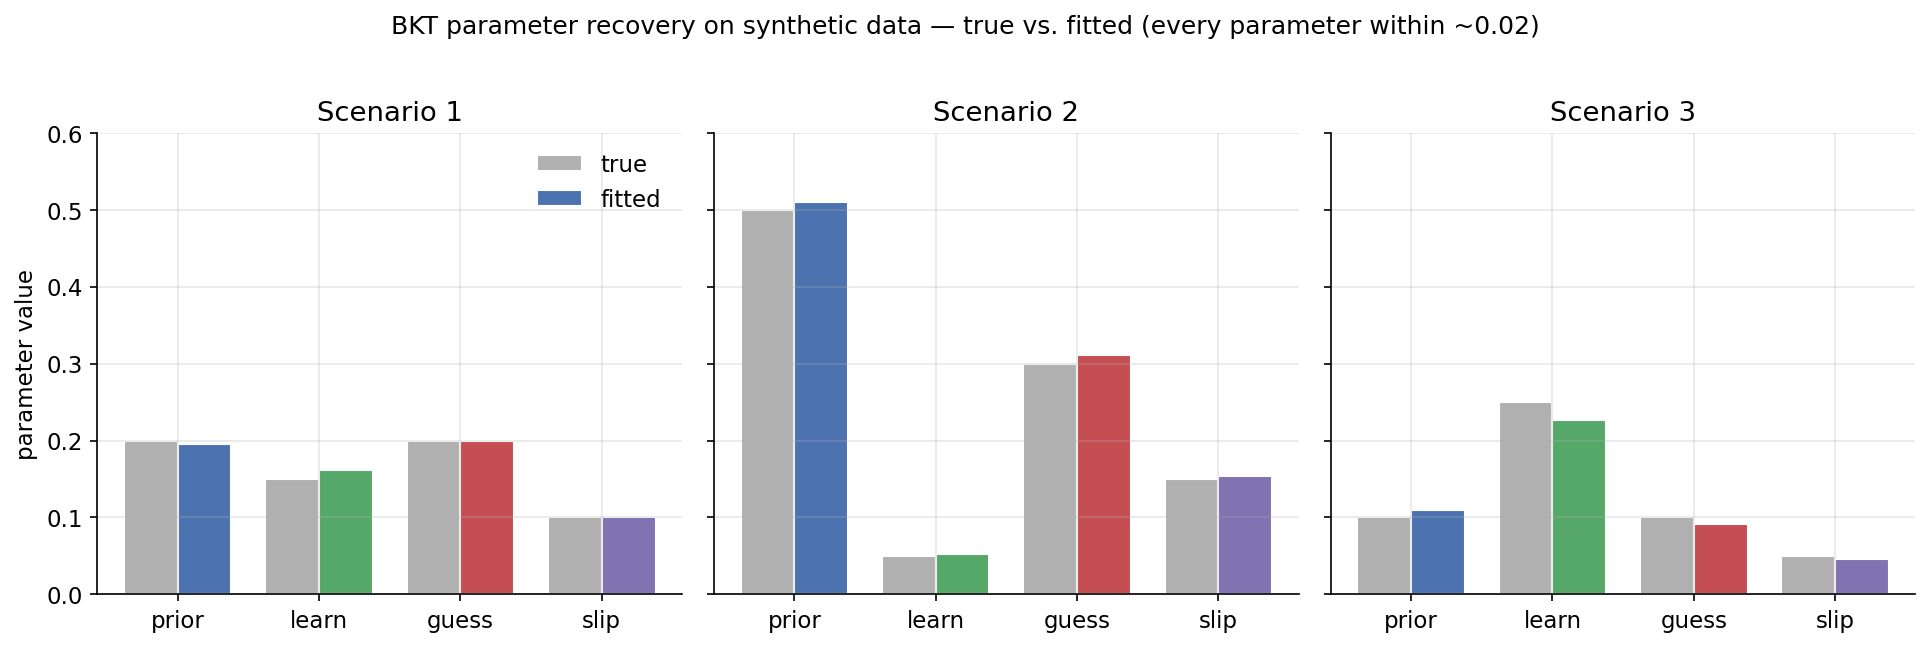 BKT parameter recovery on synthetic data — true vs. fitted (every parameter within ~0.02)
Scenario 1
Scenario 2
Scenario 3
true
fitted
parameter value
0.6
0.5
0.4
0.3
0.2
0.1
0.0
prior learn guess slip
prior learn guess slip
prior learn guess slip